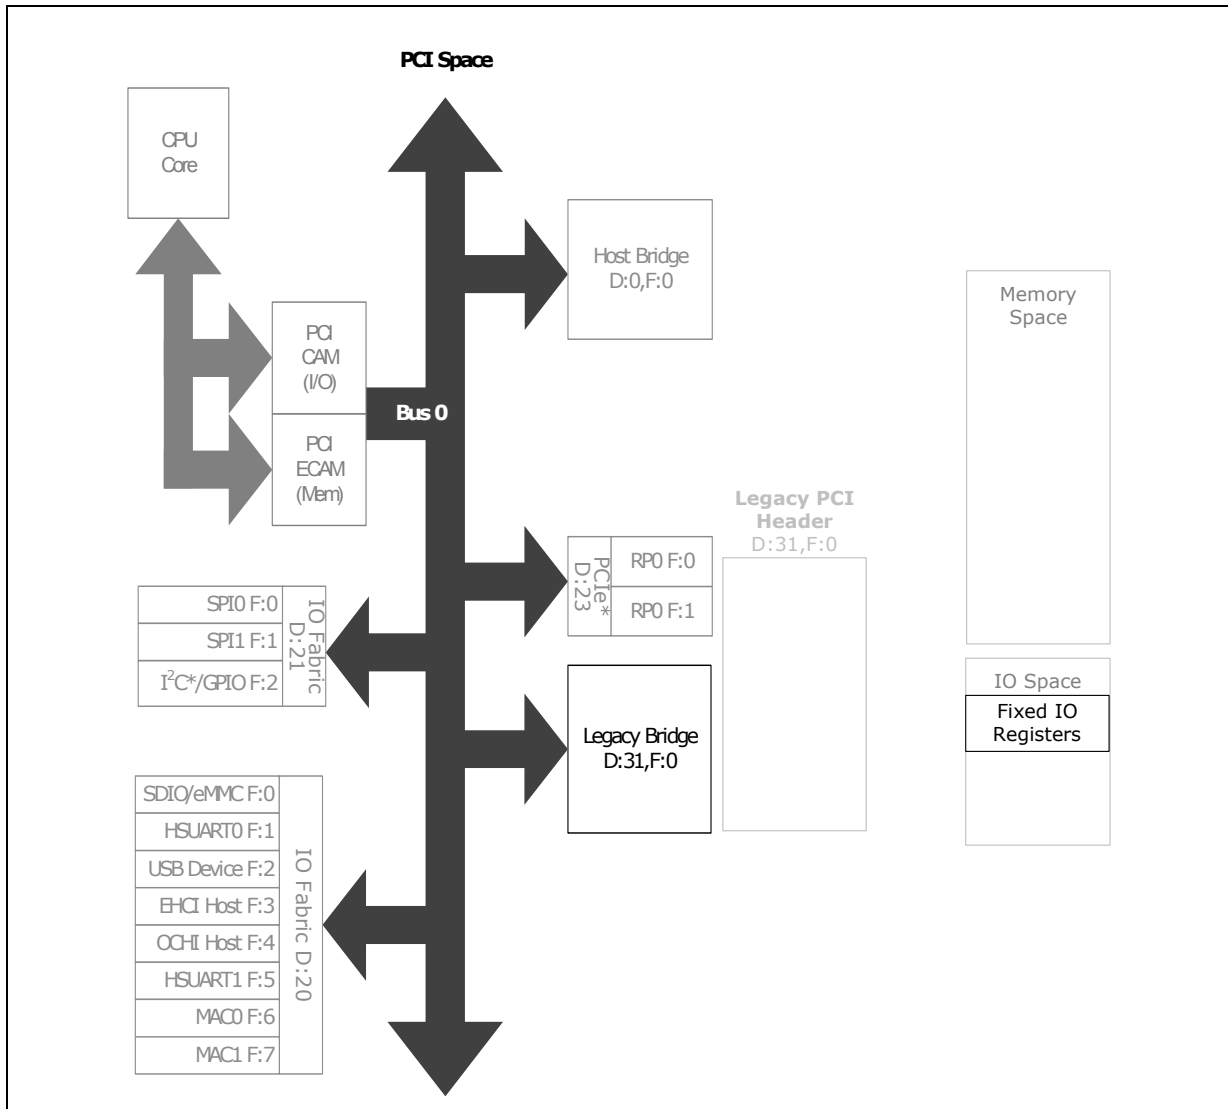 PCI Space
CPU
Core
Host Bridge
D:0,F:0
Memory
Space
PCI
CAM
(I/O)
Bus 0
PCI
ECAM
(Mem)
Legacy PCI
Header
D:31,F:0
PCIe*
D:23
RP0 F:0
RP0 F:1
SPI0 F:0
SPI1 F:1
I²C*/GPIO F:2
IO Fabric
D:21
Legacy Bridge
D:31,F:0
IO Space
Fixed IO
Registers
SDIO/eMMC F:0
HSUART0 F:1
USB Device F:2
EHCI Host F:3
OCHI Host F:4
HSUART1 F:5
MAC0 F:6
MAC1 F:7
IO Fabric D:20